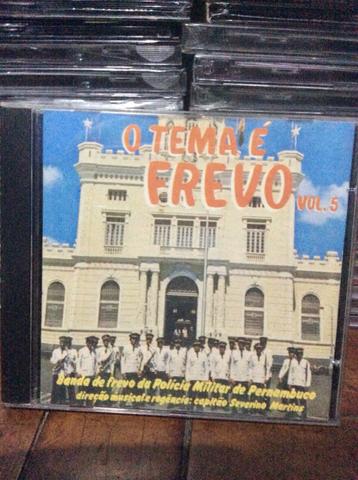 O TEMA É
FREVO VOL. 5
Banda de frevo da Polícia Militar de Pernambuco
direção musical e regência: capitão Severino Martins